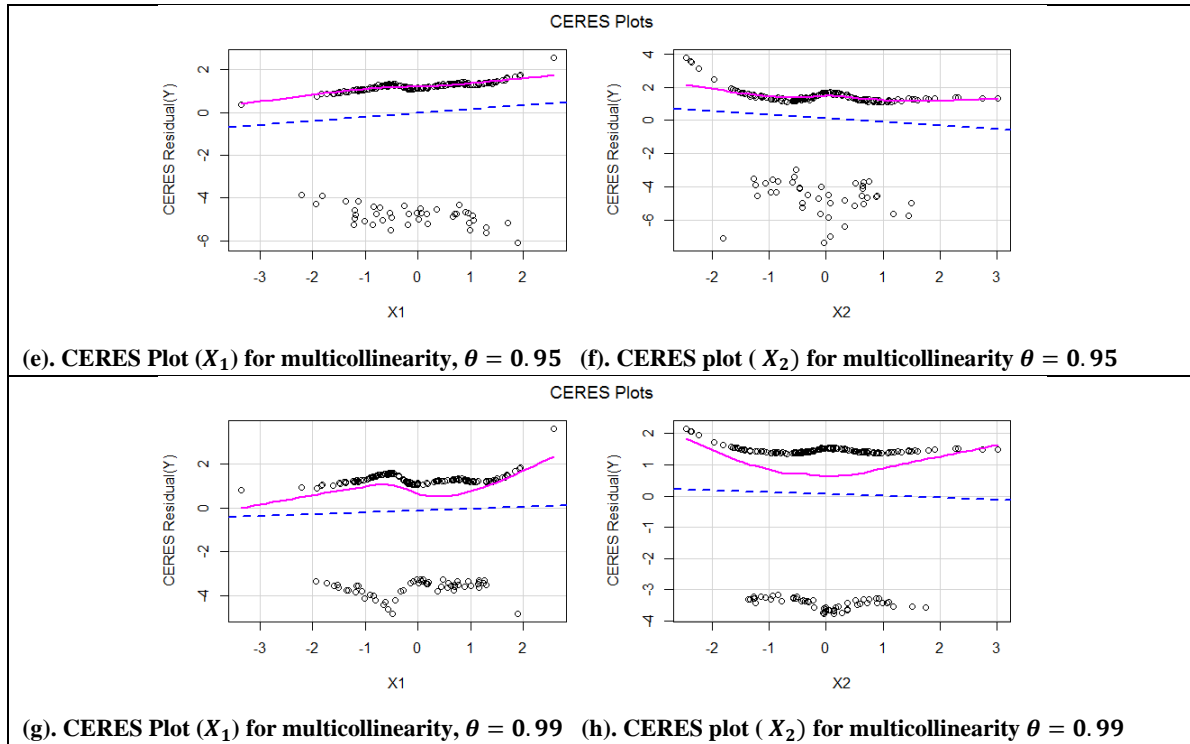 CERES Plots
CERES Residual(Y)
2
0
-2
-4
-6
-3 -2 -1 0 1 2
X1
CERES Residual(Y)
4
2
0
-2
-4
-6
-2 -1 0 1 2 3
X2
(e). CERES Plot (𝑋₁) for multicollinearity, 𝜃 = 0.95 (f). CERES plot ( 𝑋₂) for multicollinearity 𝜃 = 0.95
CERES Plots
CERES Residual(Y)
2
0
-2
-4
-3 -2 -1 0 1 2
X1
CERES Residual(Y)
2
1
0
-1
-2
-3
-4
-2 -1 0 1 2 3
X2
(g). CERES Plot (𝑋₁) for multicollinearity, 𝜃 = 0.99 (h). CERES plot ( 𝑋₂) for multicollinearity 𝜃 = 0.99